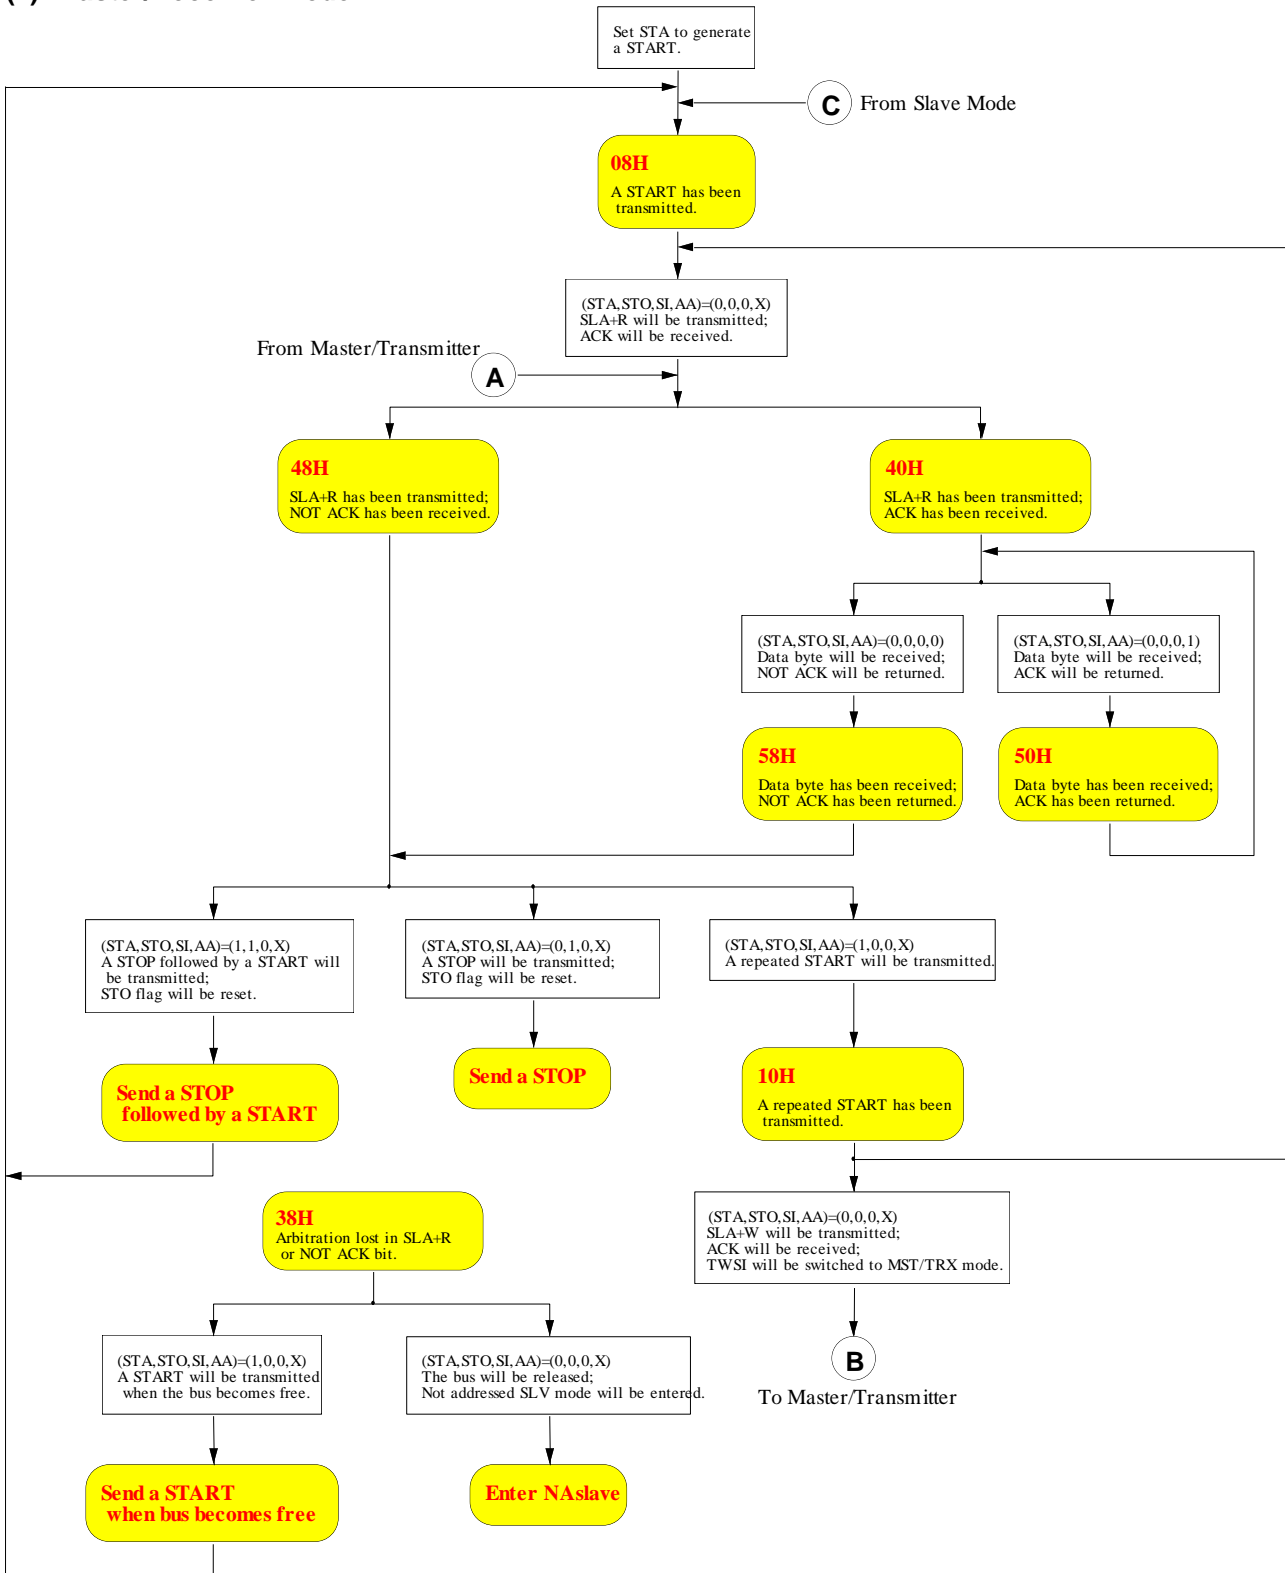 Set STA to generate
a START.
C
From Slave Mode
08H
A START has been
transmitted.
(STA,STO,SI,AA)=(0,0,0,X)
SLA+R will be transmitted;
ACK will be received.
From Master/Transmitter
A
48H
SLA+R has been transmitted;
NOT ACK has been received.
40H
SLA+R has been transmitted;
ACK has been received.
(STA,STO,SI,AA)=(0,0,0,0)
Data byte will be received;
NOT ACK will be returned.
(STA,STO,SI,AA)=(0,0,0,1)
Data byte will be received;
ACK will be returned.
58H
Data byte has been received;
NOT ACK has been returned.
50H
Data byte has been received;
ACK has been returned.
(STA,STO,SI,AA)=(1,1,0,X)
A STOP followed by a START will
be transmitted;
STO flag will be reset.
(STA,STO,SI,AA)=(0,1,0,X)
A STOP will be transmitted;
STO flag will be reset.
(STA,STO,SI,AA)=(1,0,0,X)
A repeated START will be transmitted.
Send a STOP
followed by a START
Send a STOP
10H
A repeated START has been
transmitted.
38H
Arbitration lost in SLA+R
or NOT ACK bit.
(STA,STO,SI,AA)=(0,0,0,X)
SLA+W will be transmitted;
ACK will be received;
TWSI will be switched to MST/TRX mode.
(STA,STO,SI,AA)=(1,0,0,X)
A START will be transmitted
when the bus becomes free.
(STA,STO,SI,AA)=(0,0,0,X)
The bus will be released;
Not addressed SLV mode will be entered.
B
To Master/Transmitter
Send a START
when bus becomes free
Enter NAslave